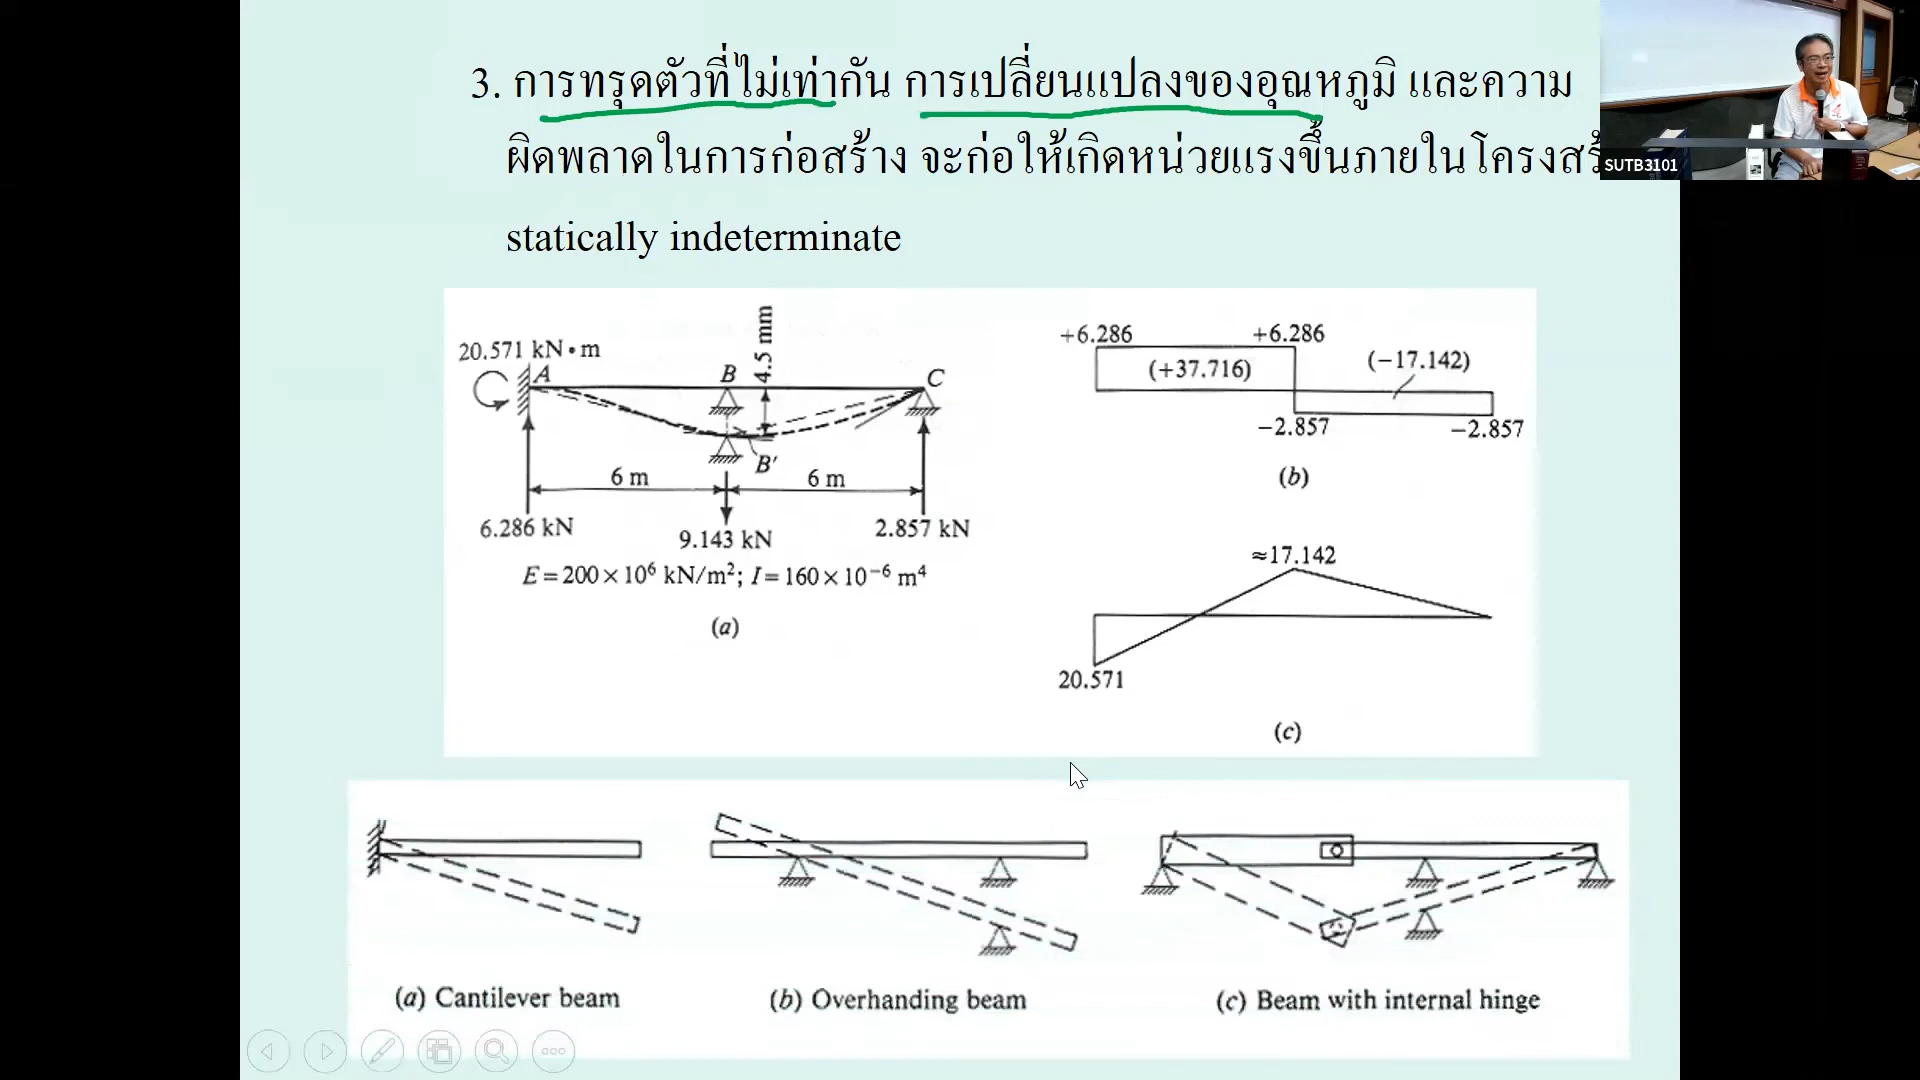 3. การทรุดตัวที่ไม่เท่ากัน การเปลี่ยนแปลงของอุณหภูมิ และความ
ผิดพลาดในการก่อสร้าง จะก่อให้เกิดหน่วยแรงขึ้นภายในโครงสร้
statically indeterminate
SUTB3101
20.571 kN•m
A
B
4.5 mm
C
B'
6 m
6 m
6.286 kN
9.143 kN
2.857 kN
E = 200 × 10⁶ kN/m²; I = 160 × 10⁻⁶ m⁴
(a)
+6.286
+6.286
(+37.716)
(−17.142)
−2.857
−2.857
(b)
≈17.142
20.571
(c)
(a) Cantilever beam
(b) Overhanding beam
(c) Beam with internal hinge